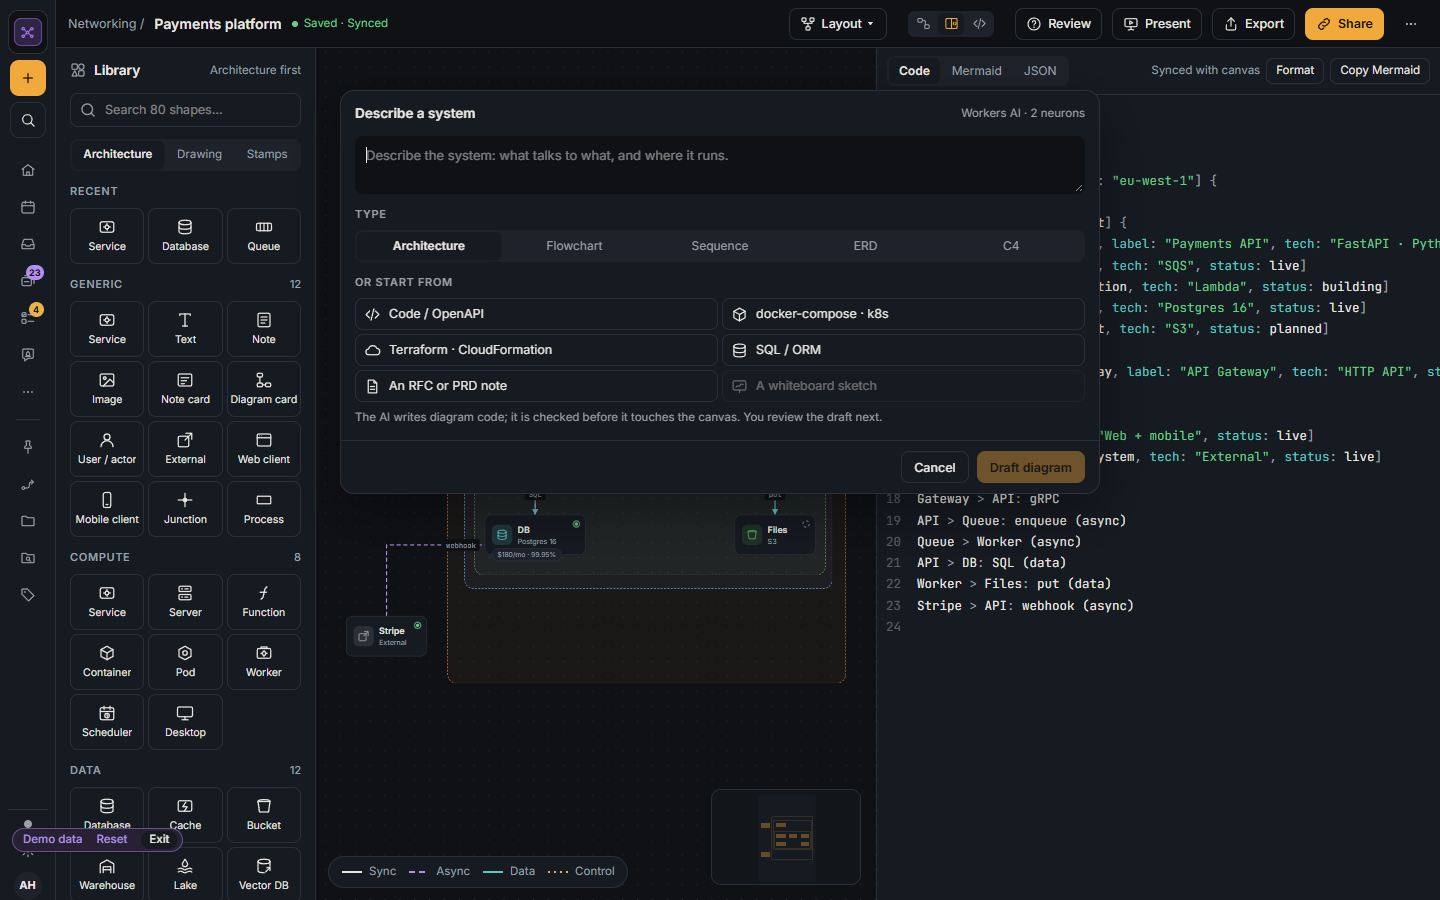 Networking / Payments platform Saved · Synced
Layout
Review
Present
Export
Share
Library
Architecture first
Search 80 shapes...
Architecture Drawing Stamps
RECENT
Service Database Queue
GENERIC 12
Service Text Note
Image Note card Diagram card
User / actor External Web client
Mobile client Junction Process
COMPUTE 8
Service Server Function
Container Pod Worker
Scheduler Desktop
DATA 12
Database Cache Bucket
Warehouse Lake Vector DB
23
4
Demo data Reset Exit
AH
Describe a system
Workers AI · 2 neurons
Describe the system: what talks to what, and where it runs.
TYPE
Architecture Flowchart Sequence ERD C4
OR START FROM
Code / OpenAPI
docker-compose · k8s
Terraform · CloudFormation
SQL / ORM
An RFC or PRD note
A whiteboard sketch
The AI writes diagram code; it is checked before it touches the canvas. You review the draft next.
Cancel
Draft diagram
DB
Postgres 16
$180/mo · 99.95%
Files
S3
webhook
Stripe
External
Sync Async Data Control
Code Mermaid JSON
Synced with canvas
Format
Copy Mermaid
: "eu-west-1"] {
t] {
, label: "Payments API", tech: "FastAPI · Pyth
, tech: "SQS", status: live]
tion, tech: "Lambda", status: building]
, tech: "Postgres 16", status: live]
t, tech: "S3", status: planned]
ay, label: "API Gateway", tech: "HTTP API", st
"Web + mobile", status: live]
ystem, tech: "External", status: live]
18 Gateway > API: gRPC
19 API > Queue: enqueue (async)
20 Queue > Worker (async)
21 API > DB: SQL (data)
22 Worker > Files: put (data)
23 Stripe > API: webhook (async)
24